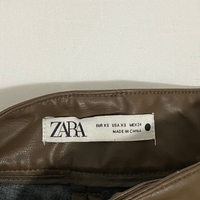 ZARA
EUR XS USA XS MEX 24
MADE IN CHINA